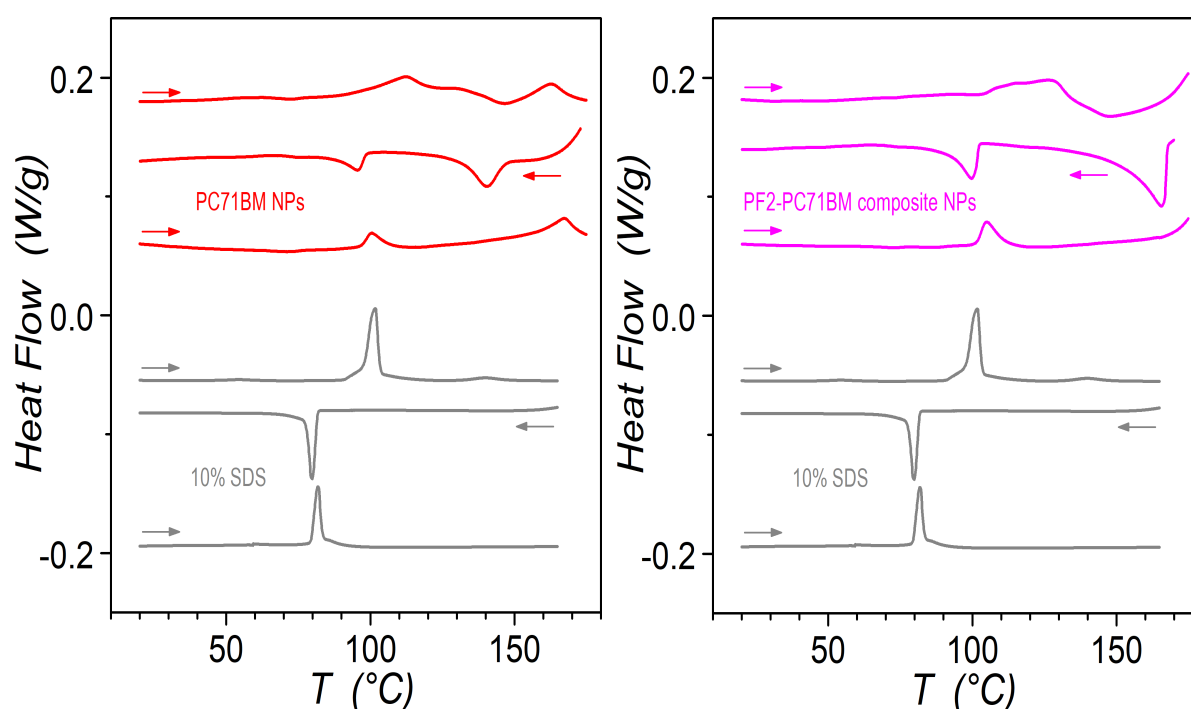 Heat Flow (W/g)
0.2
0.0
-0.2
PC71BM NPs
10% SDS
50
100
150
T (°C)
Heat Flow (W/g)
0.2
0.0
-0.2
PF2-PC71BM composite NPs
10% SDS
50
100
150
T (°C)